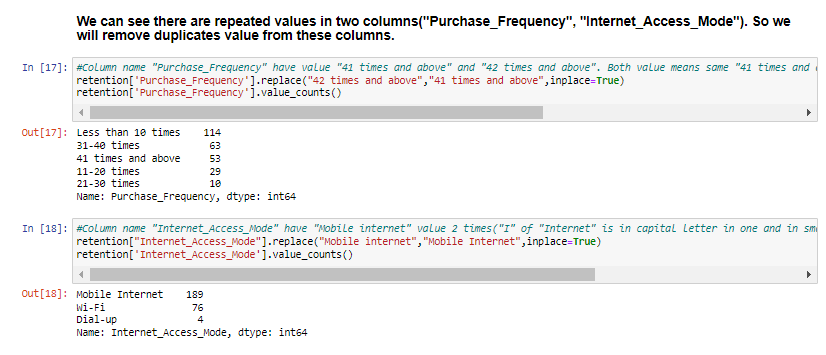 We can see there are repeated values in two columns("Purchase_Frequency", "Internet_Access_Mode"). So we
will remove duplicates value from these columns.
In [17]: #Column name "Purchase_Frequency" have value "41 times and above" and "42 times and above". Both value means same "41 times and
retention['Purchase_Frequency'].replace("42 times and above","41 times and above",inplace=True)
retention['Purchase_Frequency'].value_counts()
Out[17]: Less than 10 times 114
31-40 times 63
41 times and above 53
11-20 times 29
21-30 times 10
Name: Purchase_Frequency, dtype: int64
In [18]: #Column name "Internet_Access_Mode" have "Mobile internet" value 2 times("I" of "Internet" is in capital letter in one and in
retention["Internet_Access_Mode"].replace("Mobile internet","Mobile Internet",inplace=True)
retention['Internet_Access_Mode'].value_counts()
Out[18]: Mobile Internet 189
Wi-Fi 76
Dial-up 4
Name: Internet_Access_Mode, dtype: int64